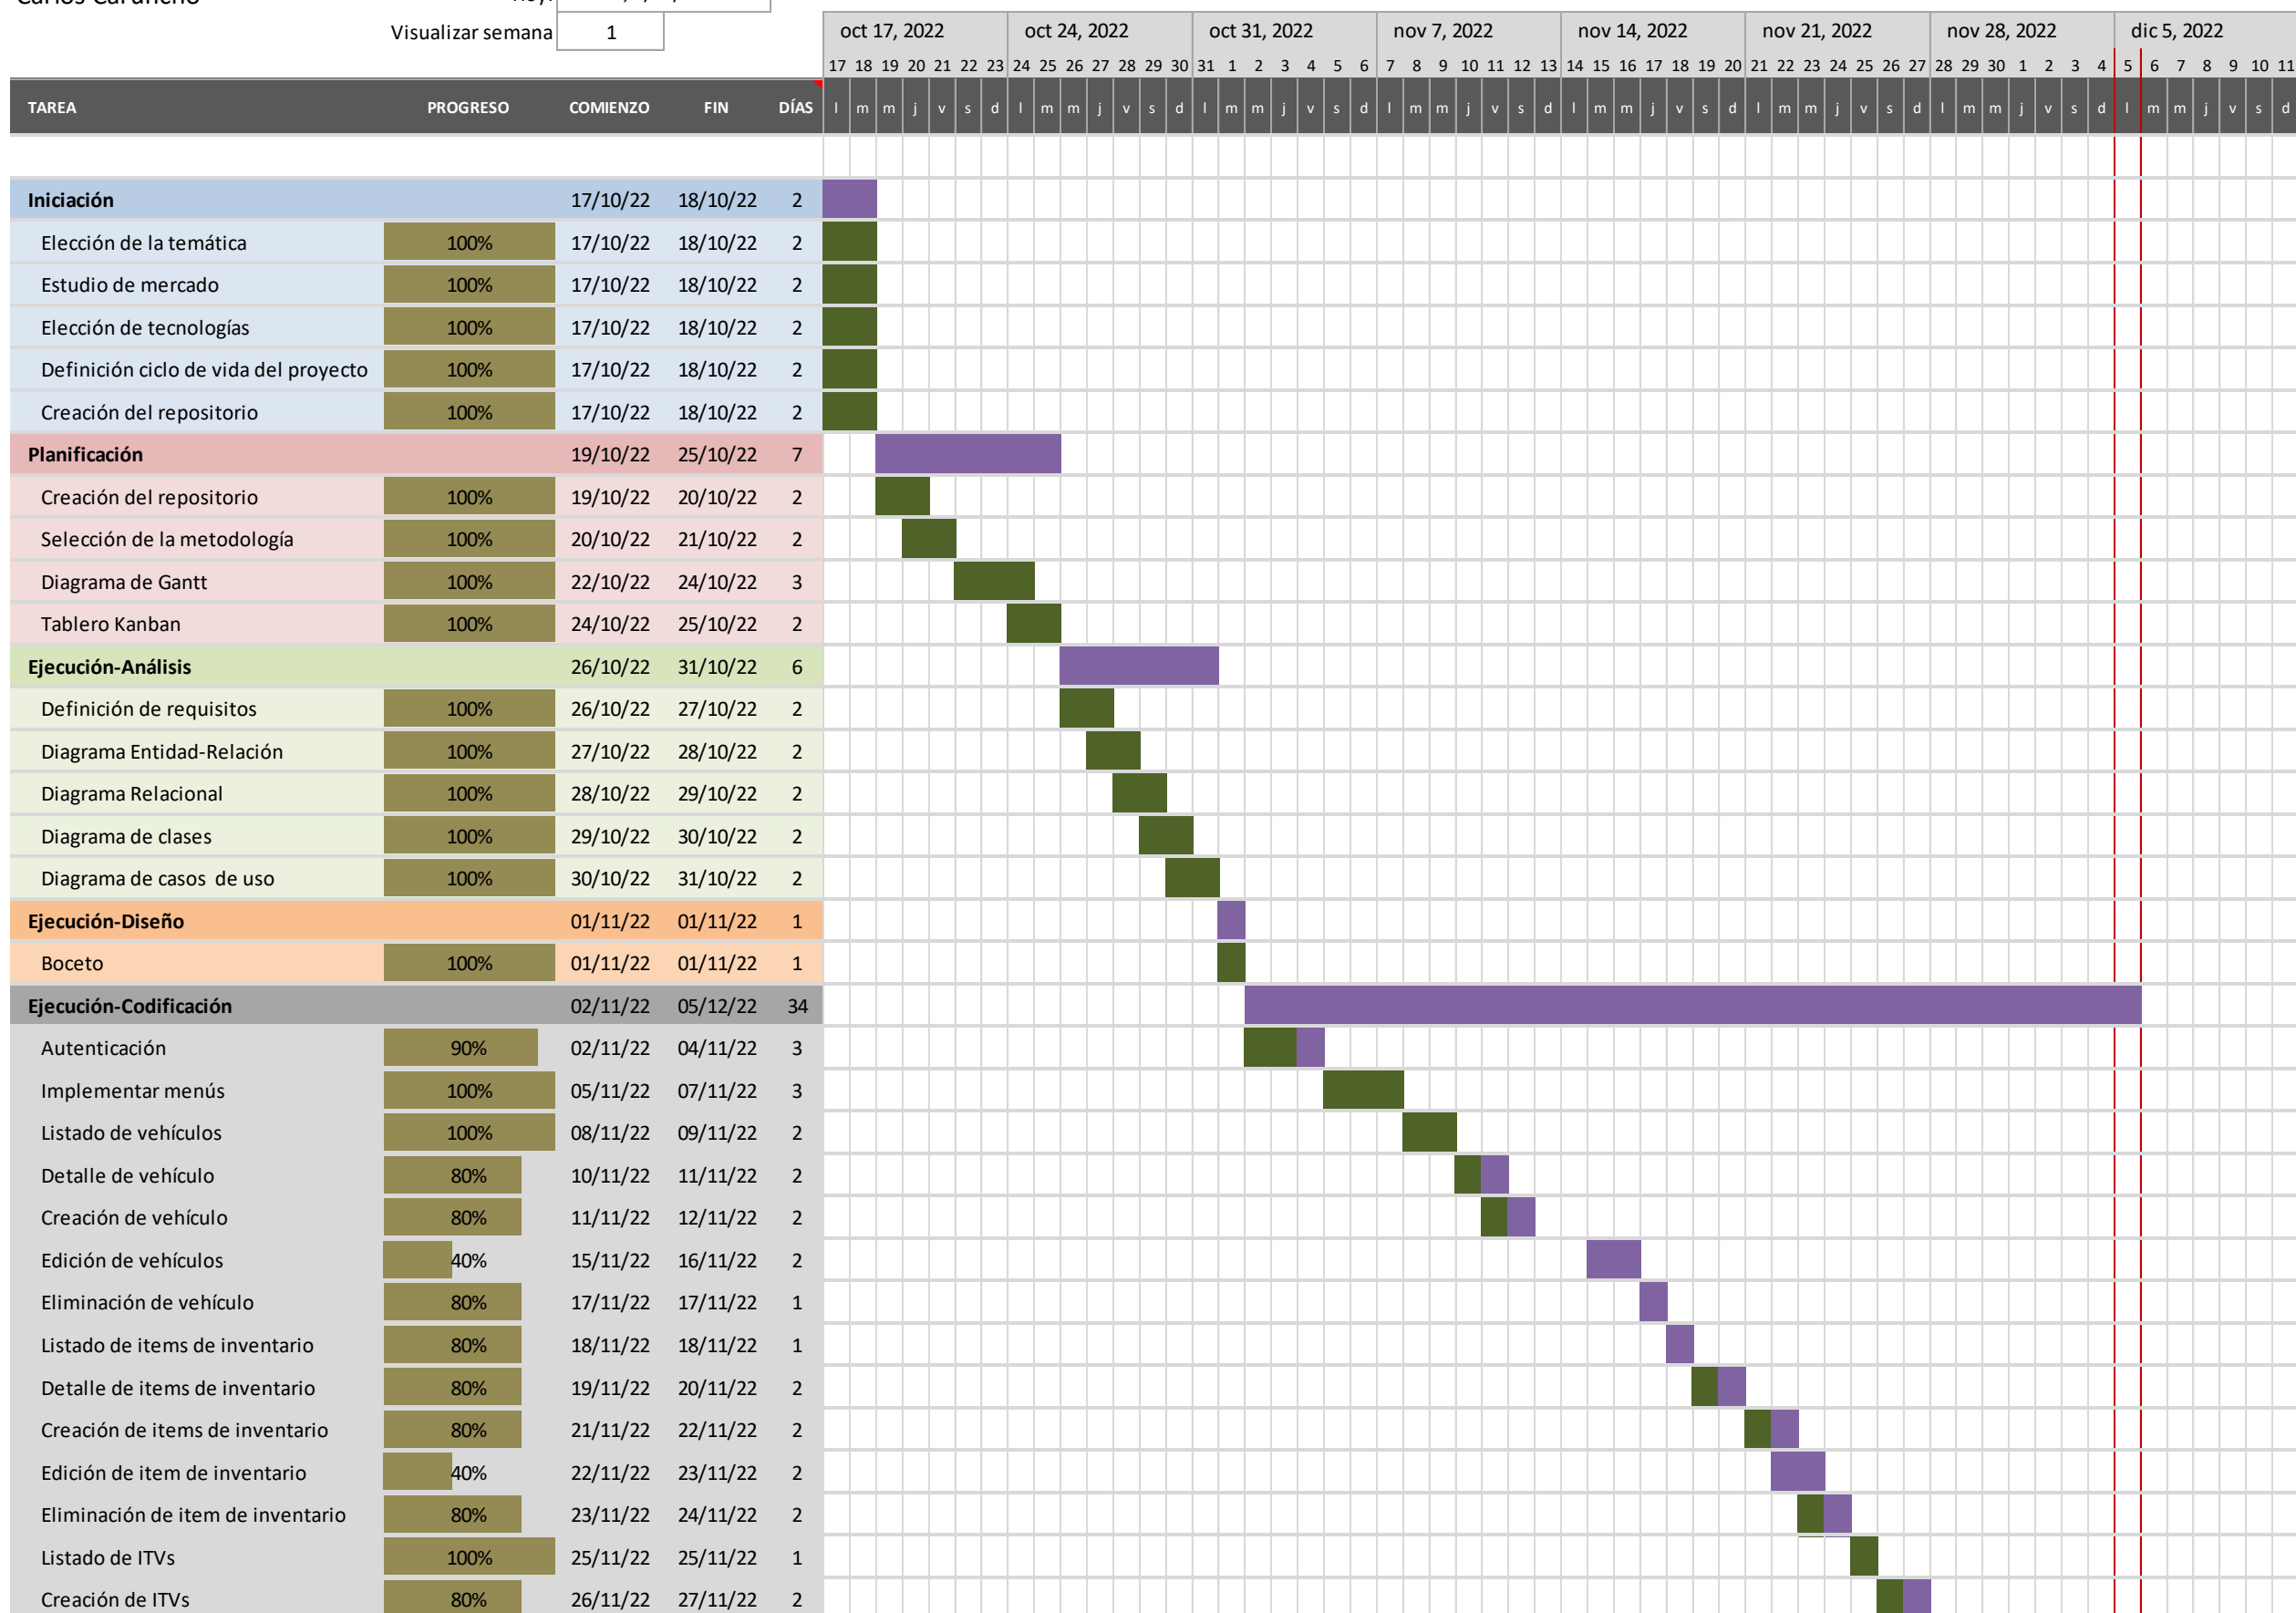 Visualizar semana 1
oct 17, 2022 oct 24, 2022 oct 31, 2022 nov 7, 2022 nov 14, 2022 nov 21, 2022 nov 28, 2022 dic 5, 2022
17 18 19 20 21 22 23 24 25 26 27 28 29 30 31 1 2 3 4 5 6 7 8 9 10 11 12 13 14 15 16 17 18 19 20 21 22 23 24 25 26 27 28 29 30 1 2 3 4 5 6 7 8 9 10 11
TAREA PROGRESO COMIENZO FIN DÍAS l m m j v s d l m m j v s d l m m j v s d l m m j v s d l m m j v s d l m m j v s d l m m j v s d l m m j v s d
Iniciación 17/10/22 18/10/22 2
Elección de la temática 100% 17/10/22 18/10/22 2
Estudio de mercado 100% 17/10/22 18/10/22 2
Elección de tecnologías 100% 17/10/22 18/10/22 2
Definición ciclo de vida del proyecto 100% 17/10/22 18/10/22 2
Creación del repositorio 100% 17/10/22 18/10/22 2
Planificación 19/10/22 25/10/22 7
Creación del repositorio 100% 19/10/22 20/10/22 2
Selección de la metodología 100% 20/10/22 21/10/22 2
Diagrama de Gantt 100% 22/10/22 24/10/22 3
Tablero Kanban 100% 24/10/22 25/10/22 2
Ejecución-Análisis 26/10/22 31/10/22 6
Definición de requisitos 100% 26/10/22 27/10/22 2
Diagrama Entidad-Relación 100% 27/10/22 28/10/22 2
Diagrama Relacional 100% 28/10/22 29/10/22 2
Diagrama de clases 100% 29/10/22 30/10/22 2
Diagrama de casos de uso 100% 30/10/22 31/10/22 2
Ejecución-Diseño 01/11/22 01/11/22 1
Boceto 100% 01/11/22 01/11/22 1
Ejecución-Codificación 02/11/22 05/12/22 34
Autenticación 90% 02/11/22 04/11/22 3
Implementar menús 100% 05/11/22 07/11/22 3
Listado de vehículos 100% 08/11/22 09/11/22 2
Detalle de vehículo 80% 10/11/22 11/11/22 2
Creación de vehículo 80% 11/11/22 12/11/22 2
Edición de vehículos 40% 15/11/22 16/11/22 2
Eliminación de vehículo 80% 17/11/22 17/11/22 1
Listado de items de inventario 80% 18/11/22 18/11/22 1
Detalle de items de inventario 80% 19/11/22 20/11/22 2
Creación de items de inventario 80% 21/11/22 22/11/22 2
Edición de item de inventario 40% 22/11/22 23/11/22 2
Eliminación de item de inventario 80% 23/11/22 24/11/22 2
Listado de ITVs 100% 25/11/22 25/11/22 1
Creación de ITVs 80% 26/11/22 27/11/22 2